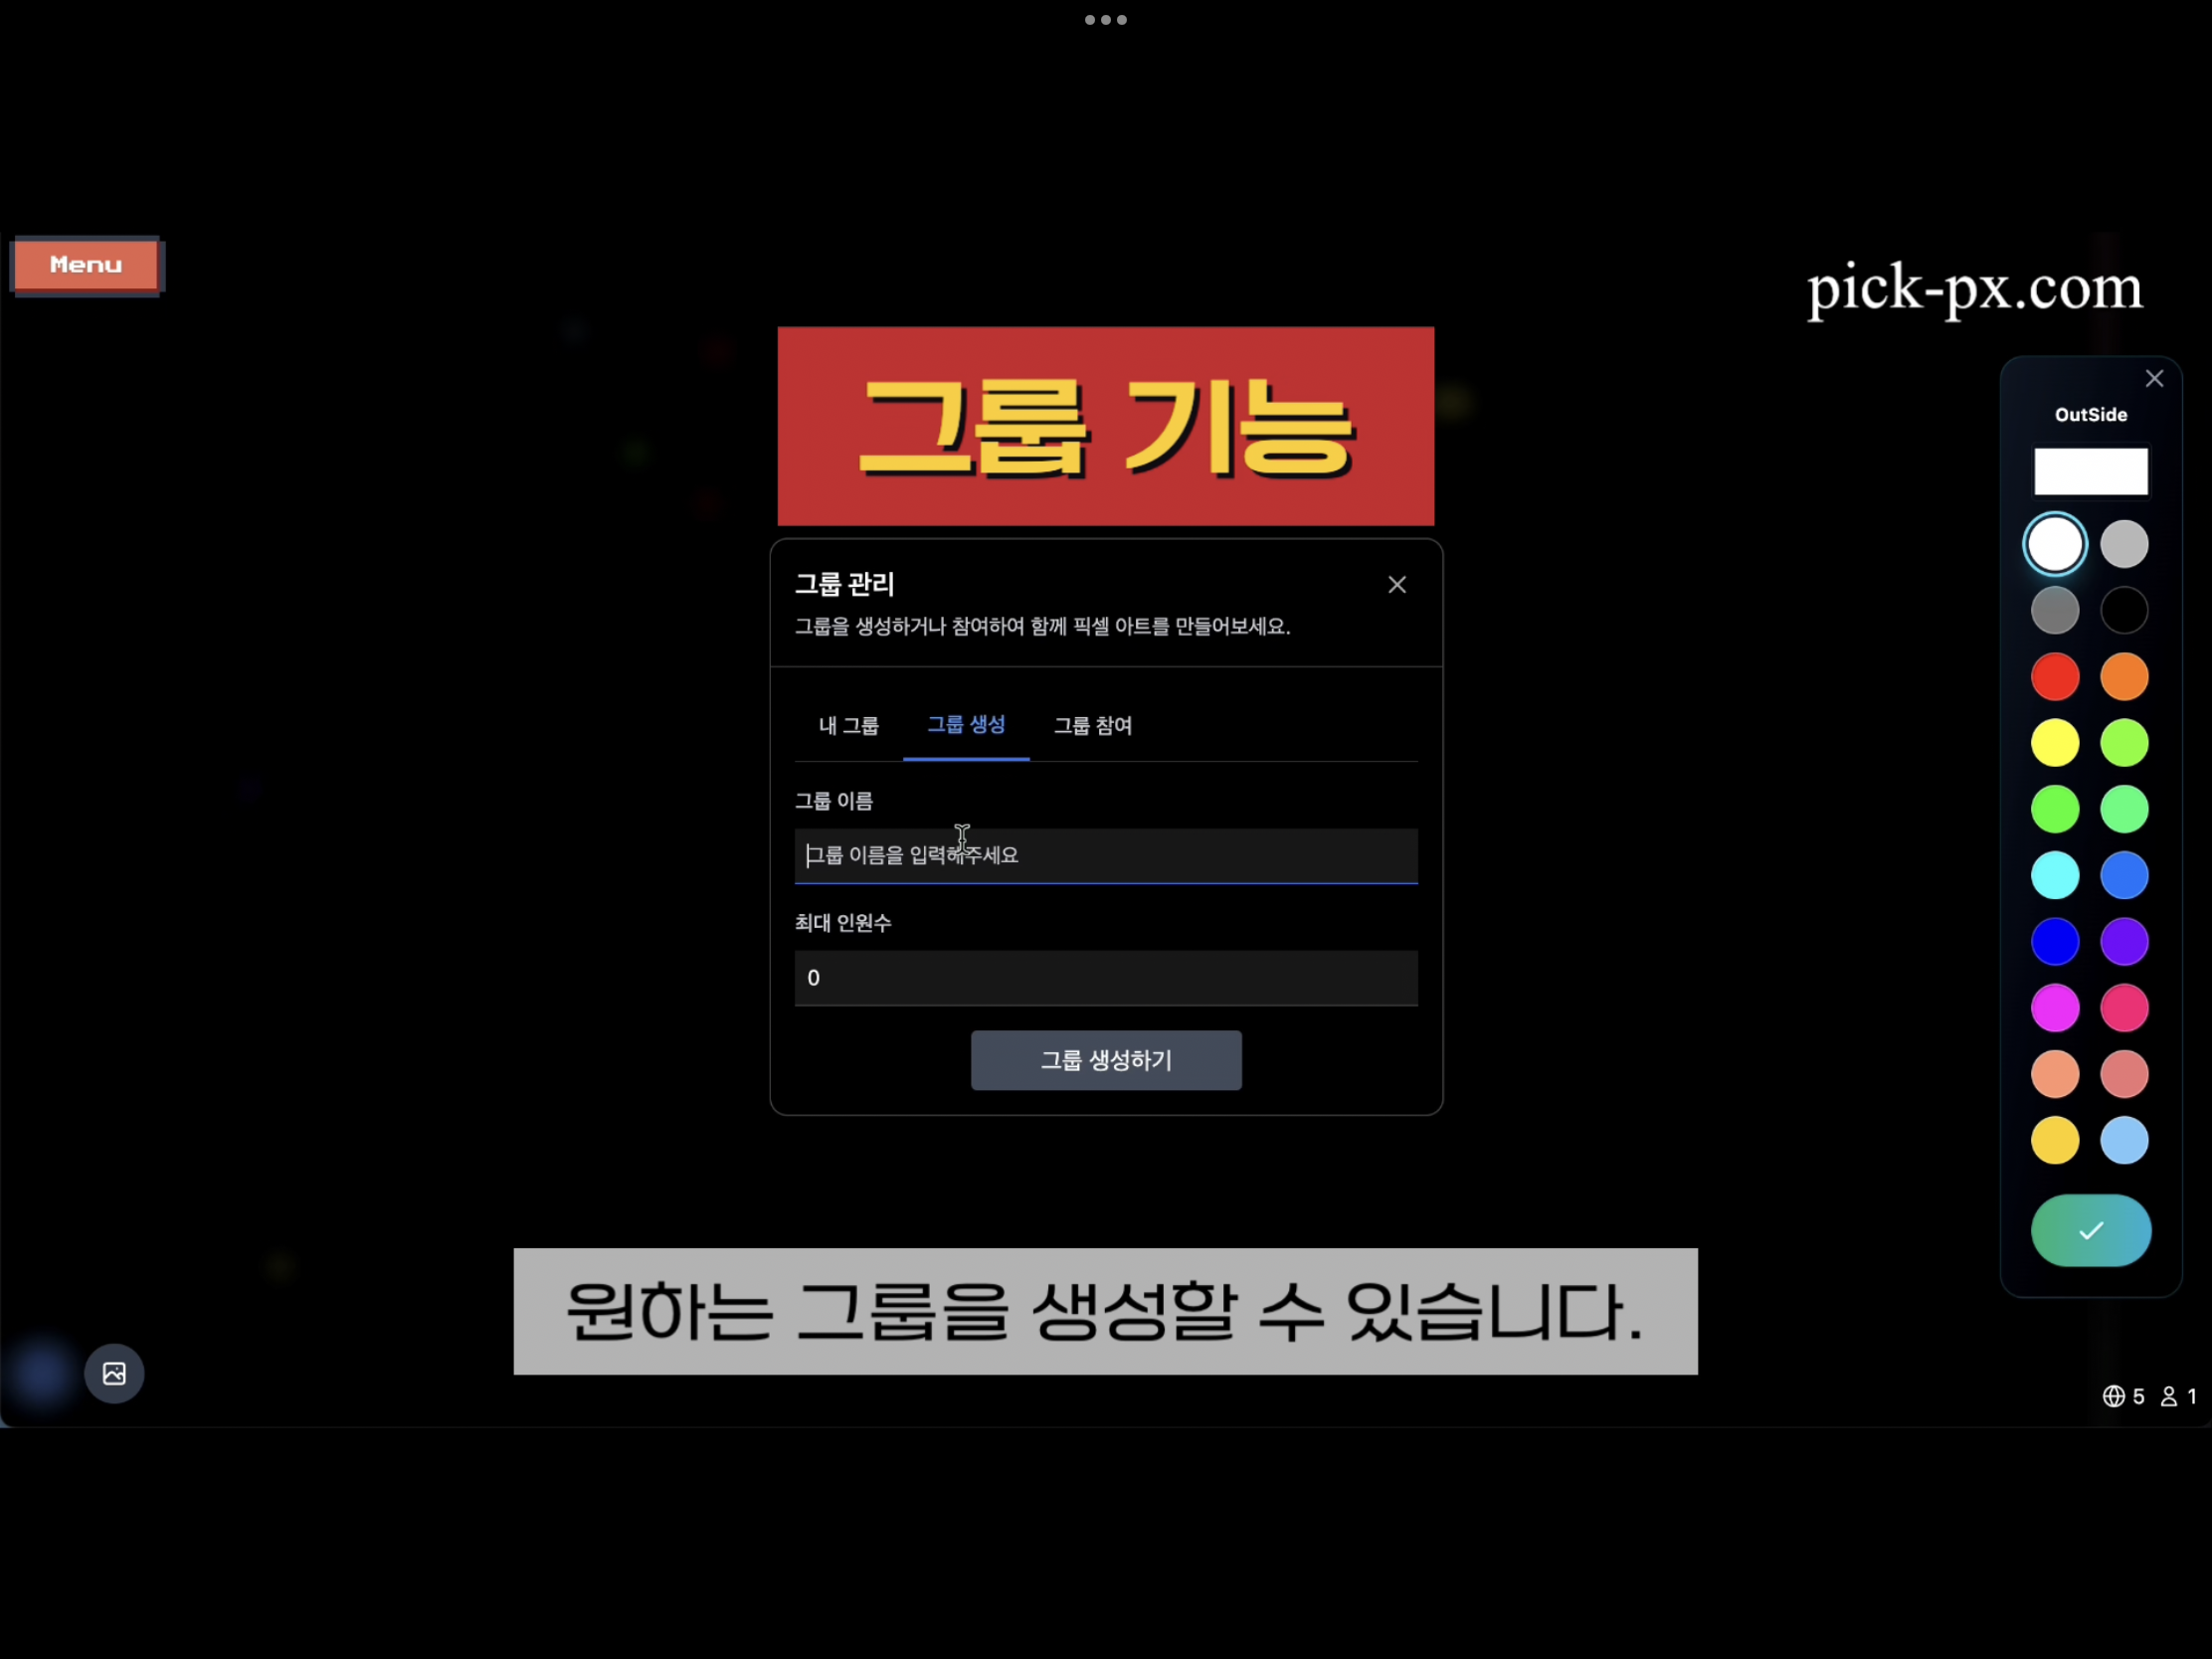 Menu
pick-px.com
그룹 기능
OutSide
그룹 관리
그룹을 생성하거나 참여하여 함께 픽셀 아트를 만들어보세요.
내 그룹 그룹 생성 그룹 참여
그룹 이름
그룹 이름을 입력해주세요
최대 인원수
0
그룹 생성하기
원하는 그룹을 생성할 수 있습니다.
5 1